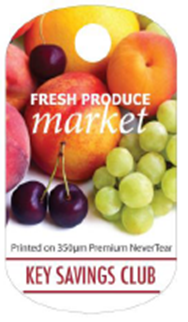 FRESH PRODUCE
market
Printed on 350µm Premium NeverTear
KEY SAVINGS CLUB